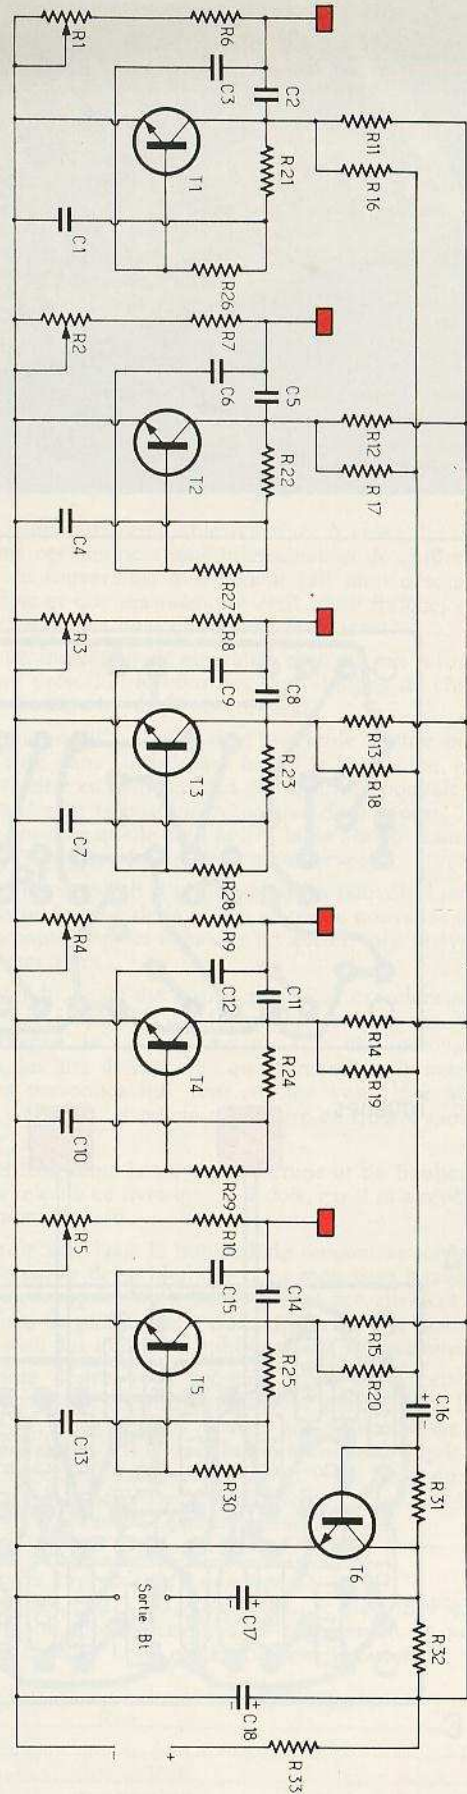 + C16 − R31 R32
R11 R16 R12 R17 R13 R18 R14 R19 R15 R20
T6
C2 R21 C5 R22 C8 R23 C11 R24 C14 R25 R33
+ C17 − + C18 −
R6 C3 R26 R7 C6 R27 R8 C9 R28 R9 C12 R29 R10 C15 R30
T1 T2 T3 T4 T5
+
Sortie Bt
−
R1 C1 R2 C4 R3 C7 R4 C10 R5 C13